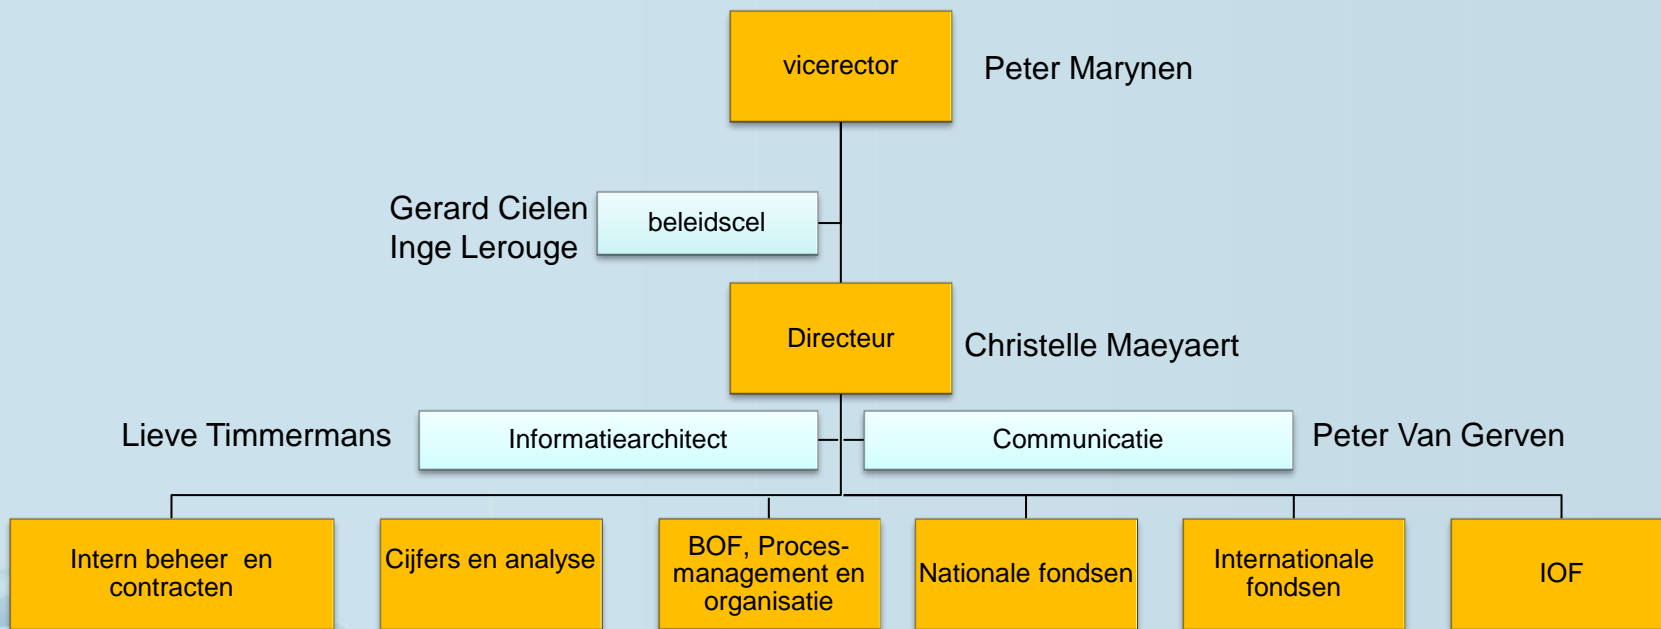 vicerector
Peter Marynen
Gerard Cielen
Inge Lerouge
beleidscel
Directeur
Christelle Maeyaert
Lieve Timmermans
Informatiearchitect
Communicatie
Peter Van Gerven
Intern beheer en
contracten
Cijfers en analyse
BOF, Proces-
management en
organisatie
Nationale fondsen
Internationale
fondsen
IOF